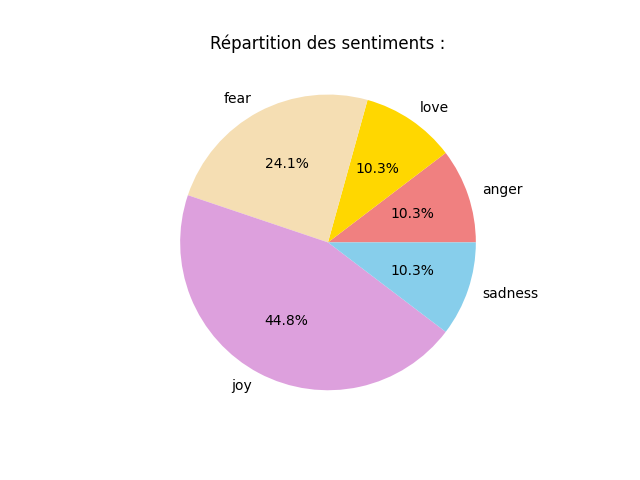 Répartition des sentiments :
fear
love
24.1%
10.3%
anger
10.3%
10.3%
sadness
44.8%
joy